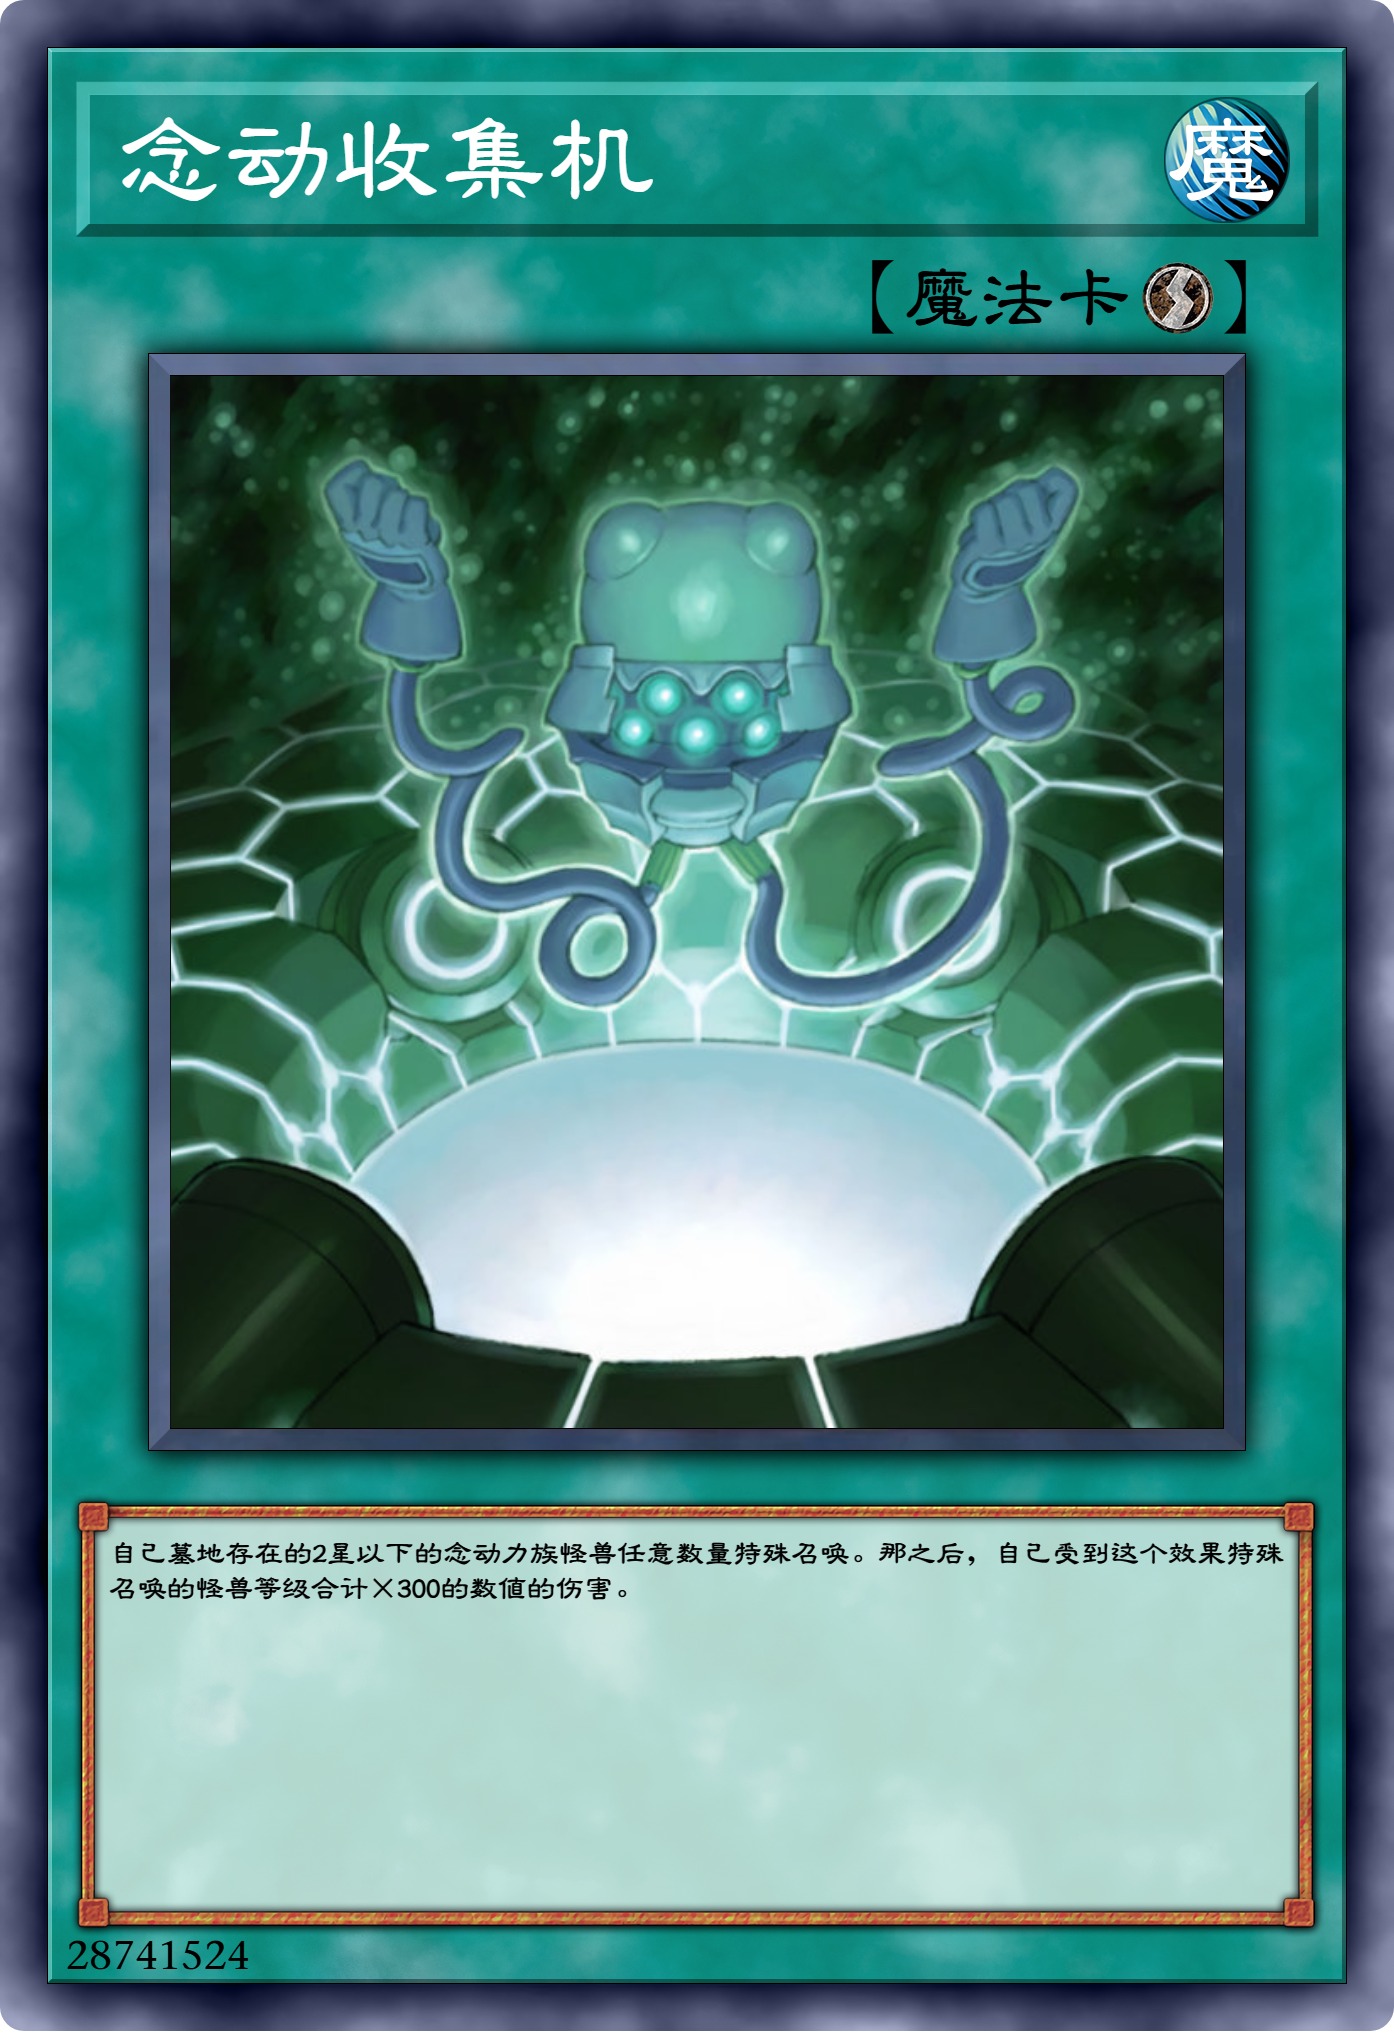 念动收集机
魔
【魔法卡】
自己墓地存在的2星以下的念动力族怪兽任意数量特殊召唤。那之后，自己受到这个效果特殊
召唤的怪兽等级合计×300的数值的伤害。
28741524